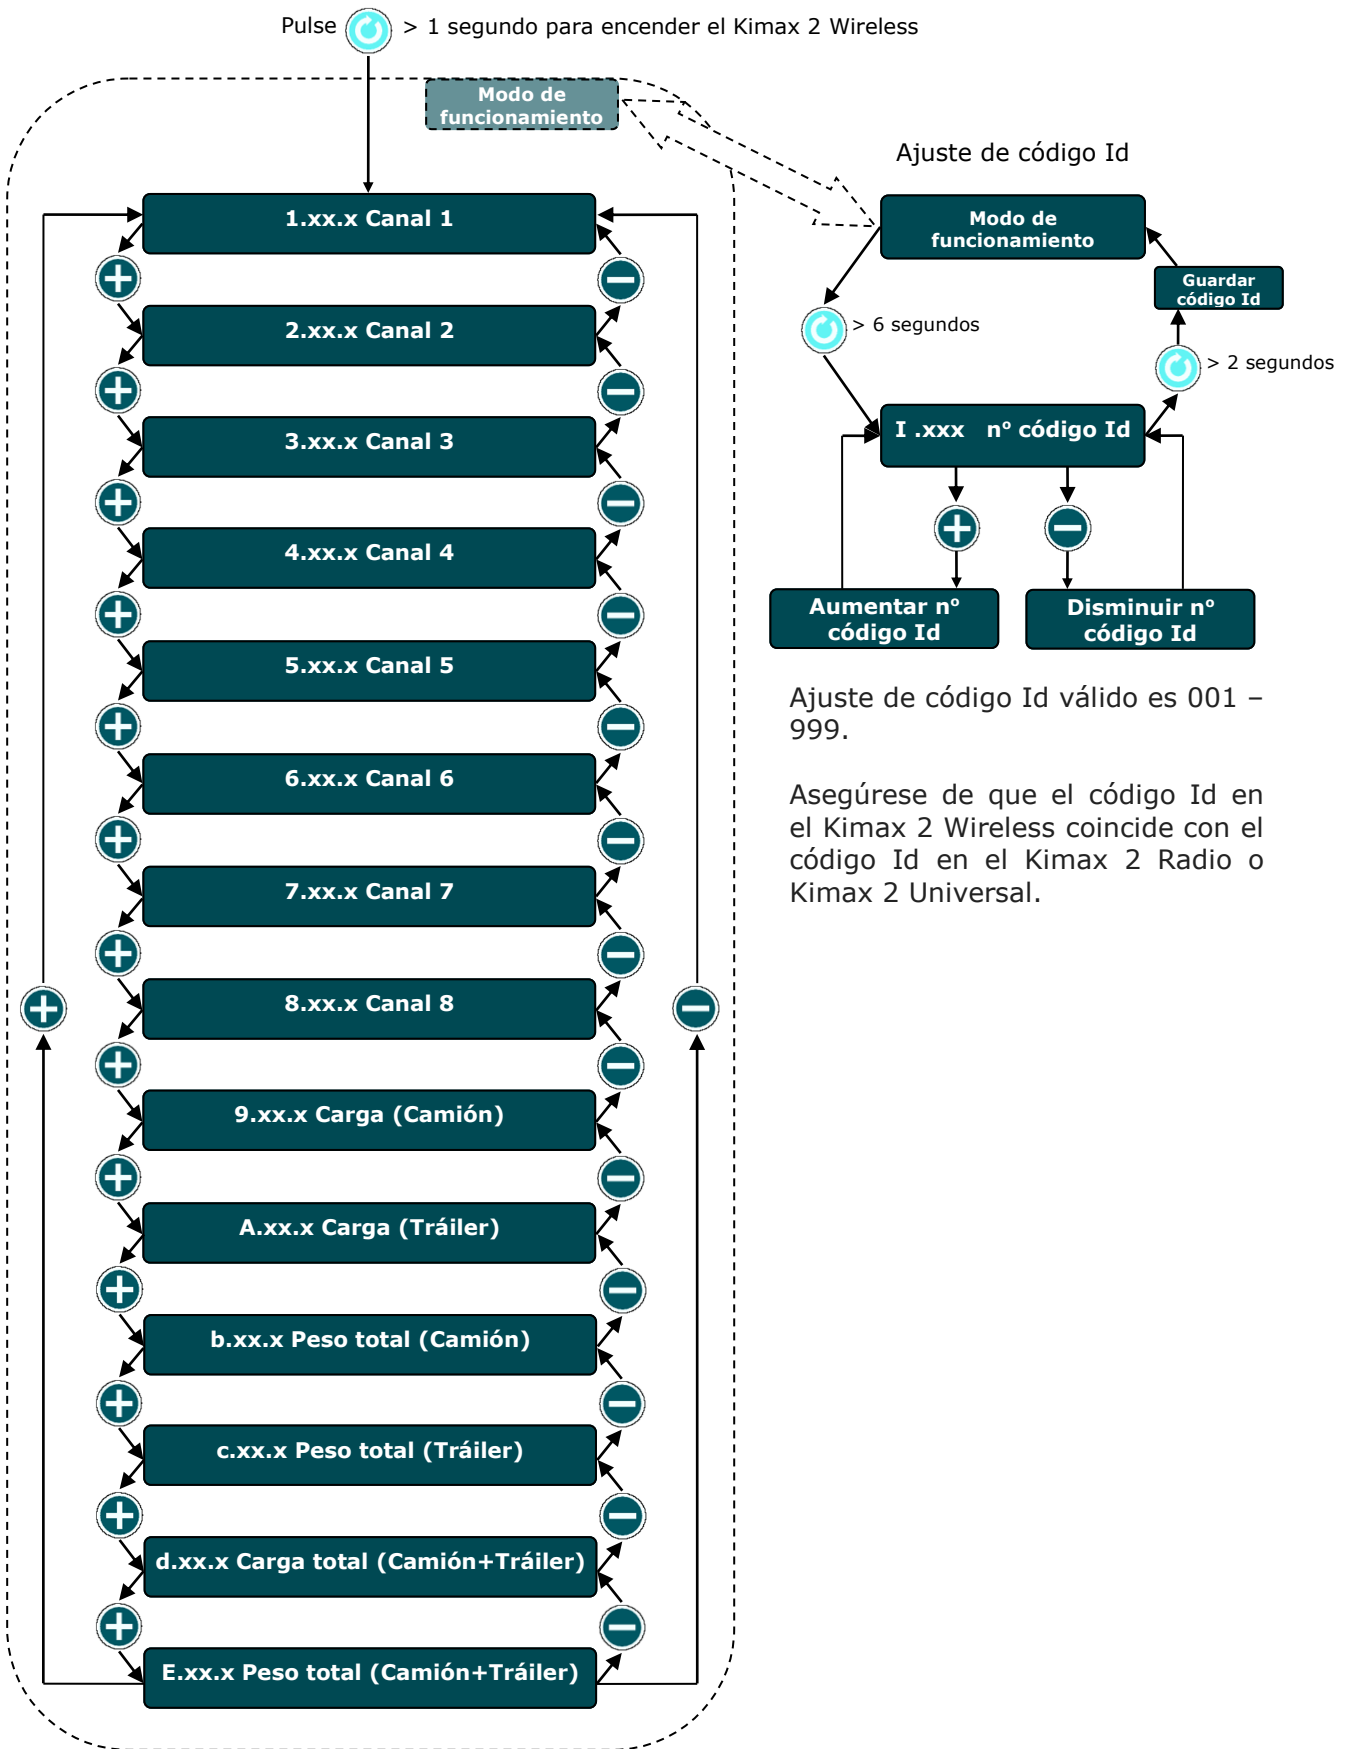 Pulse > 1 segundo para encender el Kimax 2 Wireless
Modo de
funcionamiento
1.xx.x Canal 1
2.xx.x Canal 2
3.xx.x Canal 3
4.xx.x Canal 4
5.xx.x Canal 5
6.xx.x Canal 6
7.xx.x Canal 7
8.xx.x Canal 8
9.xx.x Carga (Camión)
A.xx.x Carga (Tráiler)
b.xx.x Peso total (Camión)
c.xx.x Peso total (Tráiler)
d.xx.x Carga total (Camión+Tráiler)
E.xx.x Peso total (Camión+Tráiler)
Ajuste de código Id
Modo de
funcionamiento
Guardar
código Id
> 6 segundos
> 2 segundos
I .xxx nº código Id
Aumentar nº
código Id
Disminuir nº
código Id
Ajuste de código Id válido es 001 –
999.
Asegúrese de que el código Id en
el Kimax 2 Wireless coincide con el
código Id en el Kimax 2 Radio o
Kimax 2 Universal.